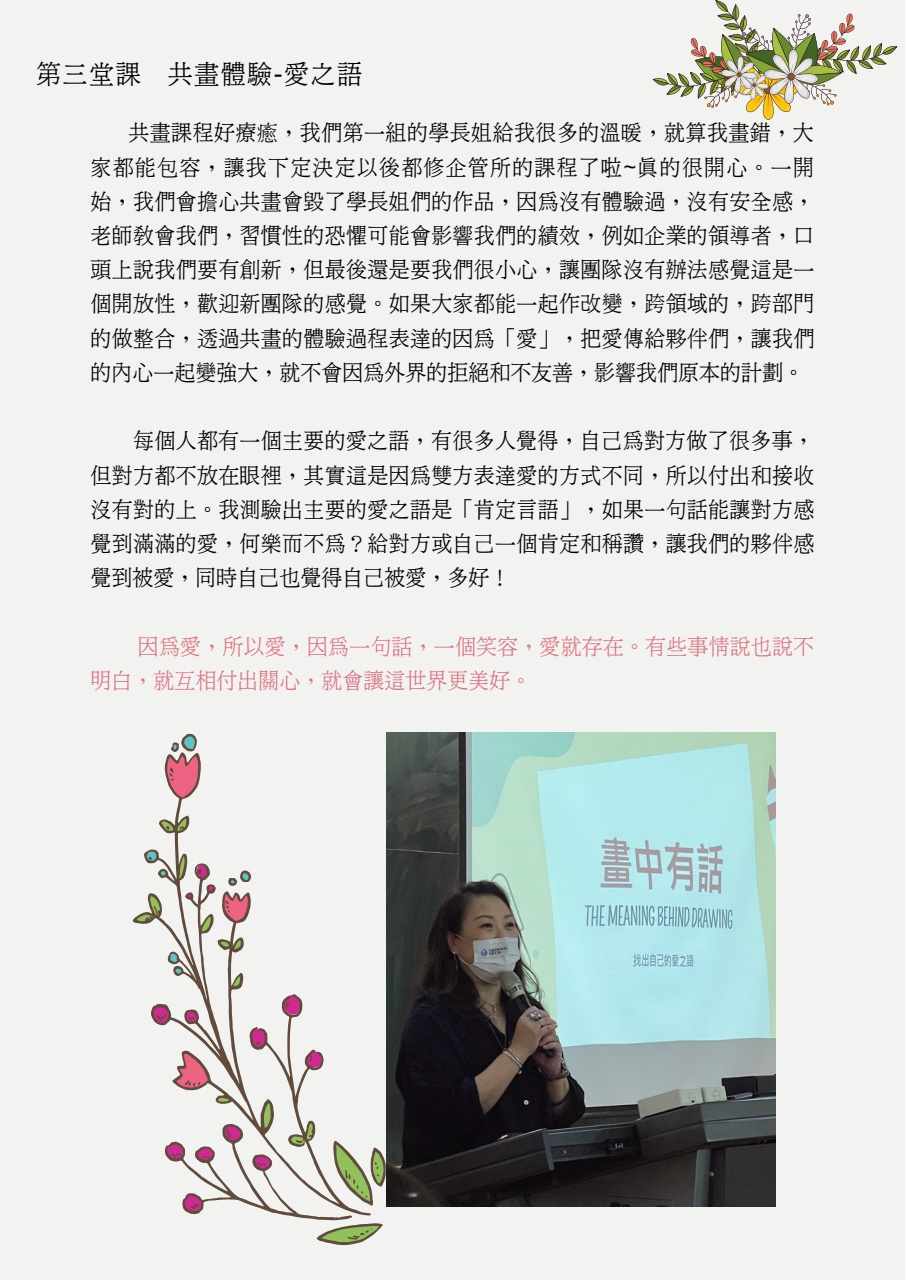 第三堂課　共畫體驗-愛之語
共畫課程好療癒，我們第一組的學長姐給我很多的溫暖，就算我畫錯，大
家都能包容，讓我下定決定以後都修企管所的課程了啦~真的很開心。一開
始，我們會擔心共畫會毀了學長姐們的作品，因為沒有體驗過，沒有安全感，
老師教會我們，習慣性的恐懼可能會影響我們的績效，例如企業的領導者，口
頭上說我們要有創新，但最後還是要我們很小心，讓團隊沒有辦法感覺這是一
個開放性，歡迎新團隊的感覺。如果大家都能一起作改變，跨領域的，跨部門
的做整合，透過共畫的體驗過程表達的因為「愛」，把愛傳給夥伴們，讓我們
的內心一起變強大，就不會因為外界的拒絕和不友善，影響我們原本的計劃。
每個人都有一個主要的愛之語，有很多人覺得，自己為對方做了很多事，
但對方都不放在眼裡，其實這是因為雙方表達愛的方式不同，所以付出和接收
沒有對的上。我測驗出主要的愛之語是「肯定言語」，如果一句話能讓對方感
覺到滿滿的愛，何樂而不為？給對方或自己一個肯定和稱讚，讓我們的夥伴感
覺到被愛，同時自己也覺得自己被愛，多好！
因為愛，所以愛，因為一句話，一個笑容，愛就存在。有些事情說也說不
明白，就互相付出關心，就會讓這世界更美好。
畫中有話
THE MEANING BEHIND DRAWING
找出自己的愛之語